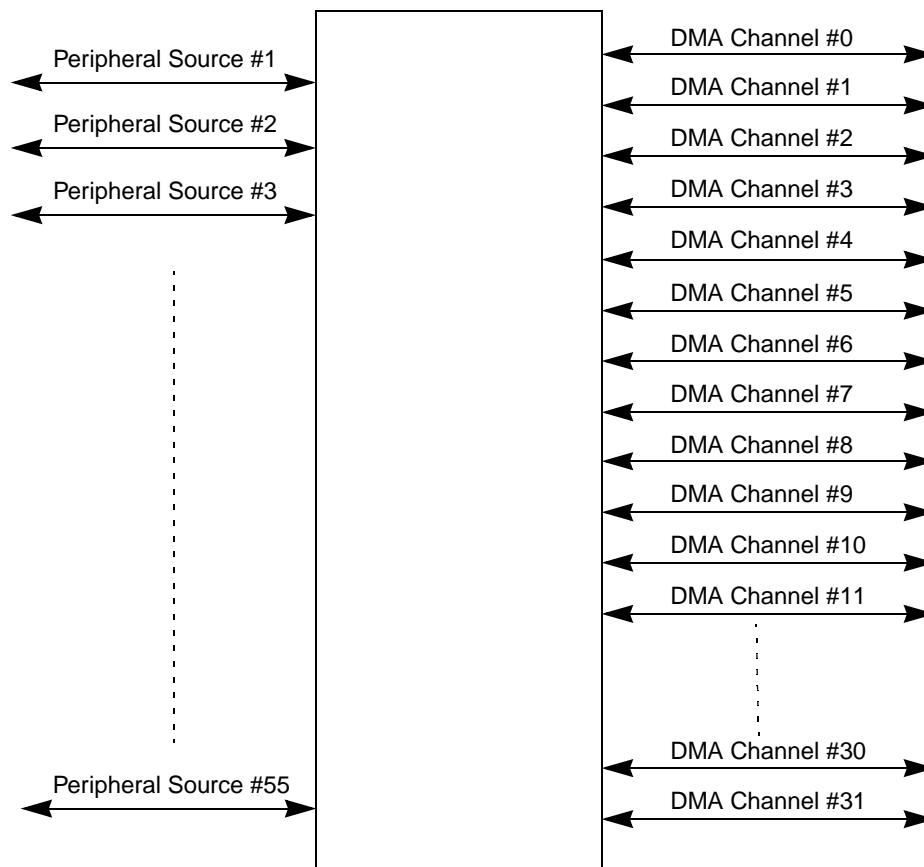 Peripheral Source #1
Peripheral Source #2
Peripheral Source #3
Peripheral Source #55
DMA Channel #0
DMA Channel #1
DMA Channel #2
DMA Channel #3
DMA Channel #4
DMA Channel #5
DMA Channel #6
DMA Channel #7
DMA Channel #8
DMA Channel #9
DMA Channel #10
DMA Channel #11
DMA Channel #30
DMA Channel #31